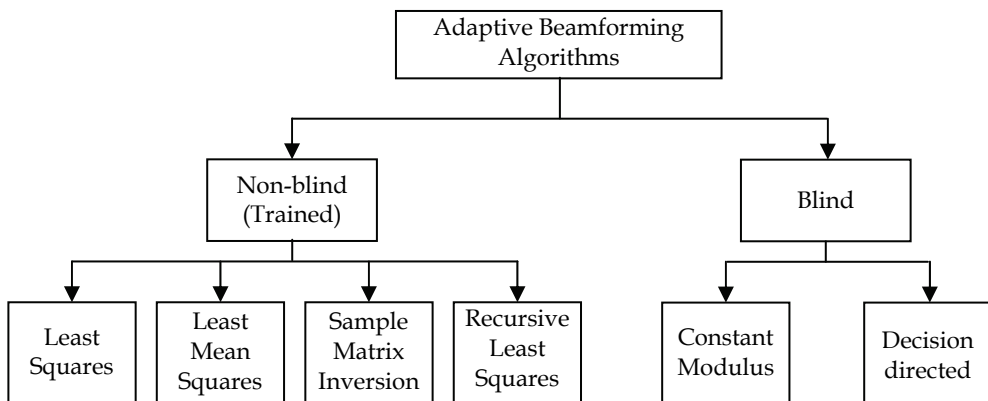 Adaptive Beamforming
Algorithms
Non-blind
(Trained)
Blind
Least
Squares
Least
Mean
Squares
Sample
Matrix
Inversion
Recursive
Least
Squares
Constant
Modulus
Decision
directed